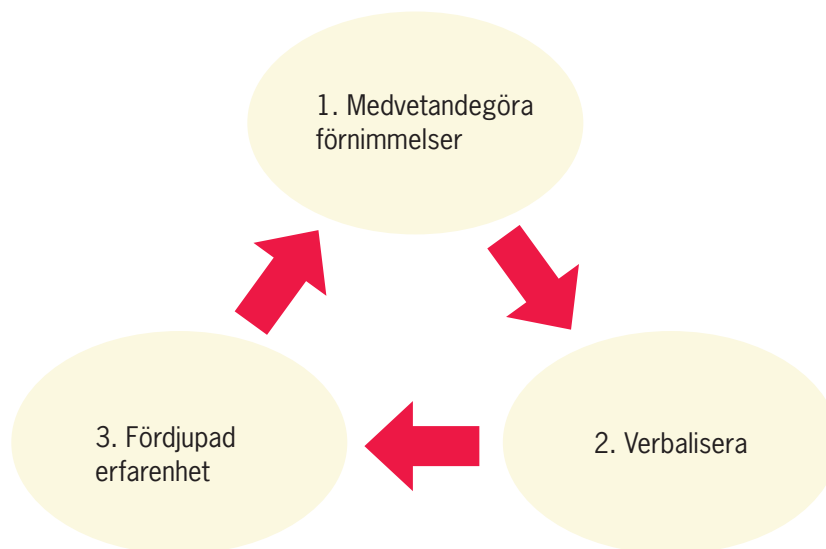 1. Medvetandegöra
förnimmelser
2. Verbalisera
3. Fördjupad
erfarenhet